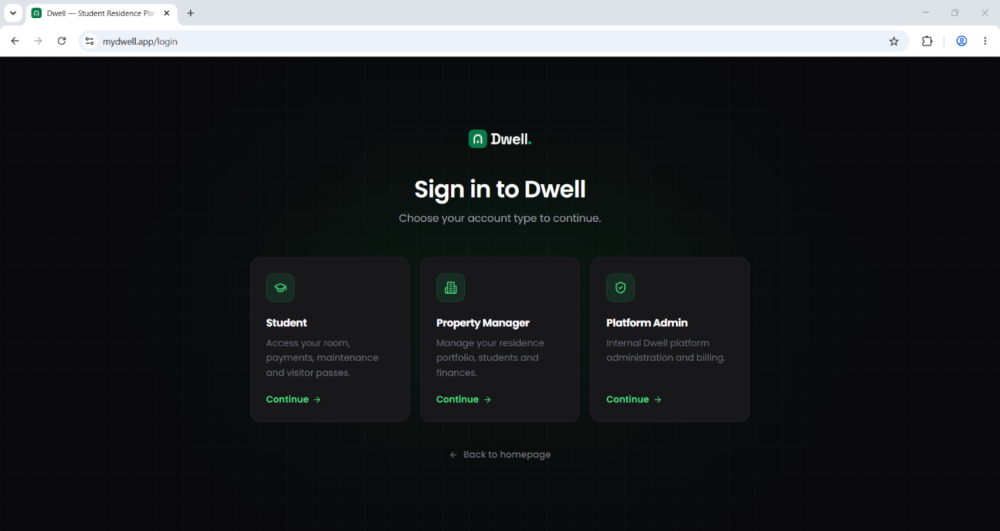 Dwell — Student Residence Pla
mydwell.app/login
Dwell.
Sign in to Dwell
Choose your account type to continue.
Student
Access your room,
payments, maintenance
and visitor passes.
Continue →
Property Manager
Manage your residence
portfolio, students and
finances.
Continue →
Platform Admin
Internal Dwell platform
administration and billing.
Continue →
← Back to homepage